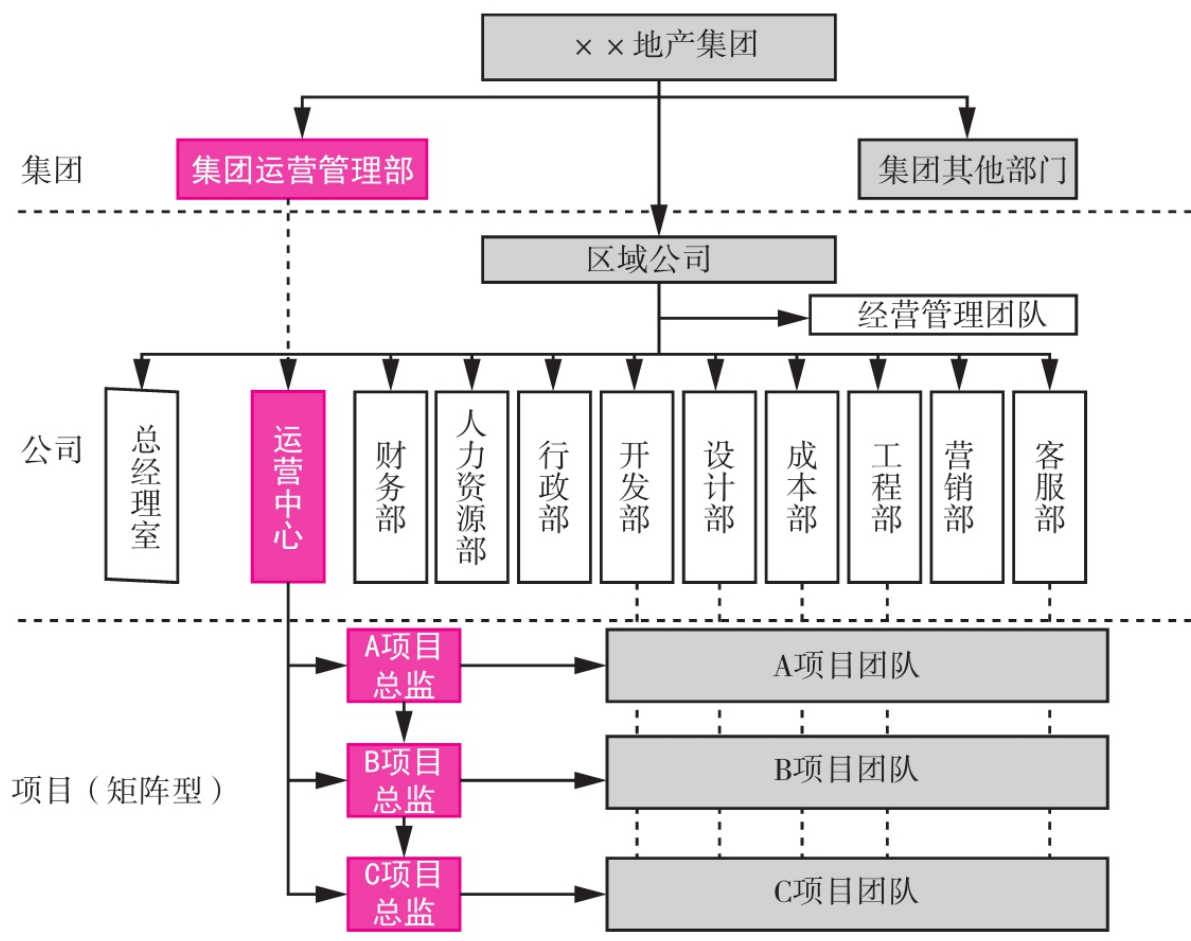 ××地产集团
集团
集团运营管理部
集团其他部门
区域公司
经营管理团队
公司
总经理室
运营中心
财务部
人力资源部
行政部
开发部
设计部
成本部
工程部
营销部
客服部
项目（矩阵型）
A项目
总监
A项目团队
B项目
总监
B项目团队
C项目
总监
C项目团队